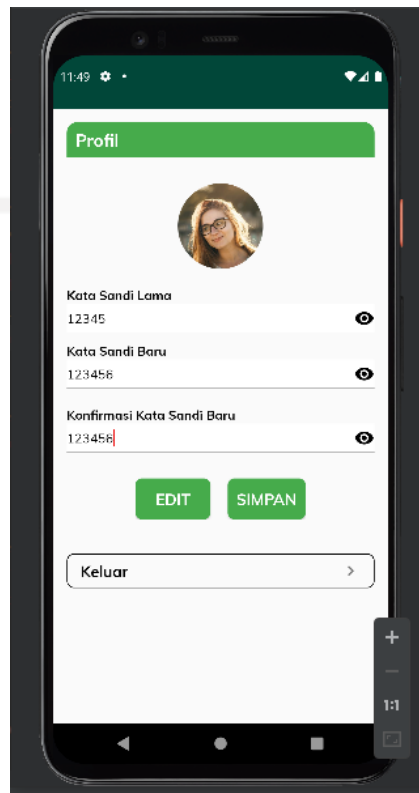 11:49
Profil
Kata Sandi Lama
12345
Kata Sandi Baru
123456
Konfirmasi Kata Sandi Baru
123456
EDIT SIMPAN
Keluar
1:1